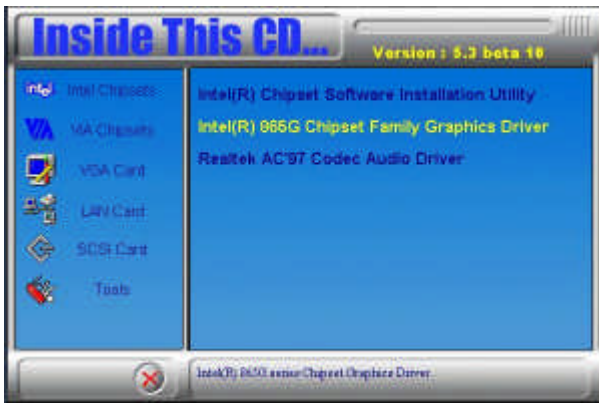 Inside This CD...
Version : 5.3 beta 16
intel Intel Chipsets
VIA VIA Chipsets
VGA Card
LAN Card
SCSI Card
Tools
Intel(R) Chipset Software Installation Utility
Intel(R) 865G Chipset Family Graphics Driver
Realtek AC'97 Codec Audio Driver
Intel(R) 865G series Chipset Graphics Driver